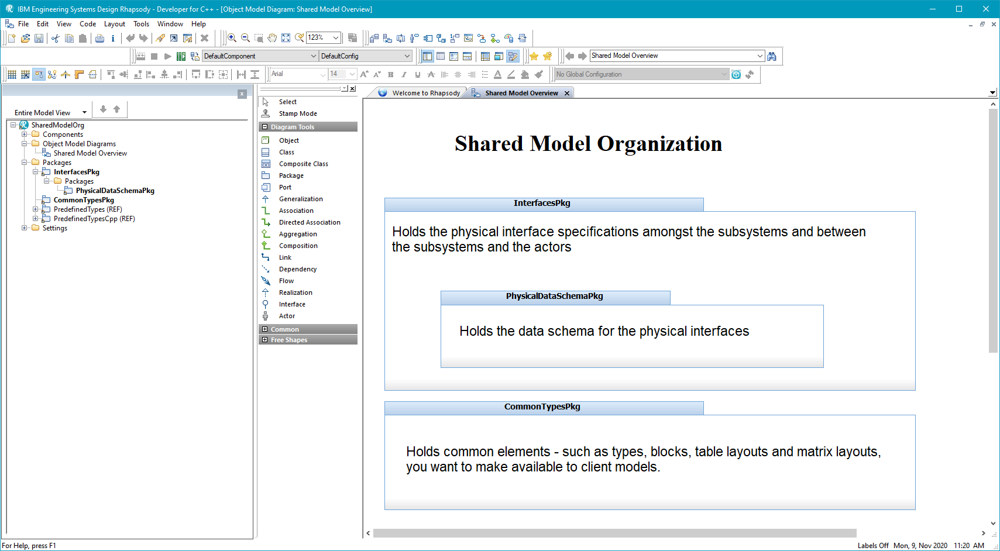 IBM Engineering Systems Design Rhapsody - Developer for C++ - [Object Model Diagram: Shared Model Overview]
File Edit View Code Layout Tools Window Help
123%
DefaultComponent DefaultConfig Shared Model Overview
Arial 14 No Global Configuration
Entire Model View
SharedModelOrg
Components
Object Model Diagrams
Shared Model Overview
Packages
InterfacesPkg
Packages
PhysicalDataSchemaPkg
CommonTypesPkg
PredefinedTypes (REF)
PredefinedTypesCpp (REF)
Settings
Select
Stamp Mode
Diagram Tools
Object
Class
Composite Class
Package
Port
Generalization
Association
Directed Association
Aggregation
Composition
Link
Dependency
Flow
Realization
Interface
Actor
Common
Free Shapes
Welcome to Rhapsody Shared Model Overview
Shared Model Organization
InterfacesPkg
Holds the physical interface specifications amongst the subsystems and between
the subsystems and the actors
PhysicalDataSchemaPkg
Holds the data schema for the physical interfaces
CommonTypesPkg
Holds common elements - such as types, blocks, table layouts and matrix layouts,
you want to make available to client models.
For Help, press F1 Labels Off Mon, 9, Nov 2020 11:20 AM